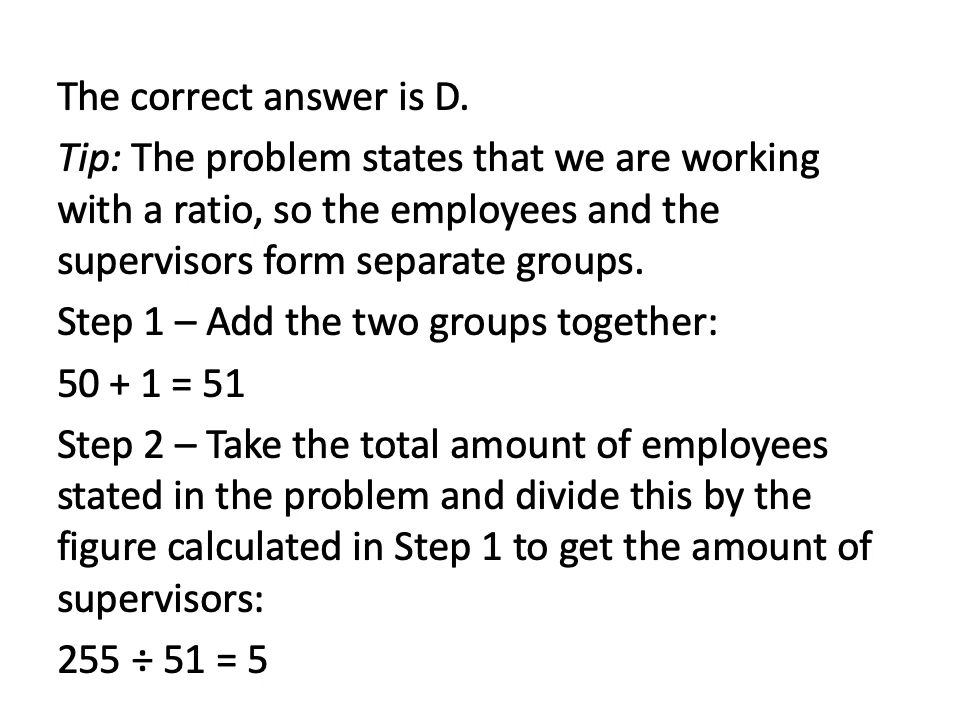 The correct answer is D.
Tip: The problem states that we are working
with a ratio, so the employees and the
supervisors form separate groups.
Step 1 – Add the two groups together:
50 + 1 = 51
Step 2 – Take the total amount of employees
stated in the problem and divide this by the
figure calculated in Step 1 to get the amount of
supervisors:
255 ÷ 51 = 5